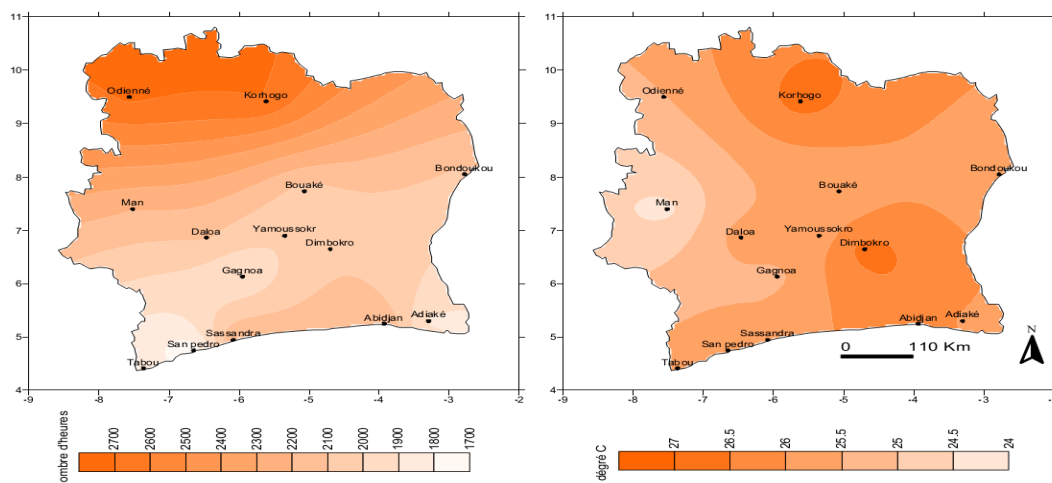 11
10
9
8
7
6
5
4
-9
-8
-7
-6
-5
-4
-3
-2
Odienné
Korhogo
Bondoukou
Bouaké
Man
Daloa
Yamoussokr
Dimbokro
Gagnoa
Abidjan
Adiaké
Sassandra
San pedro
Tabou
ombre d'heures
2700
2600
2500
2400
2300
2200
2100
2000
1900
1800
1700
11
10
9
8
7
6
5
4
-9
-8
-7
-6
-5
-4
-3
-2
Odienné
Korhogo
Bondoukou
Bouaké
Man
Daloa
Yamoussokro
Dimbokro
Gagnoa
Abidjan
Adiaké
Sassandra
San pedro
Tabou
0 110 Km
N
dégré C
27
26.5
26
25.5
25
24.5
24